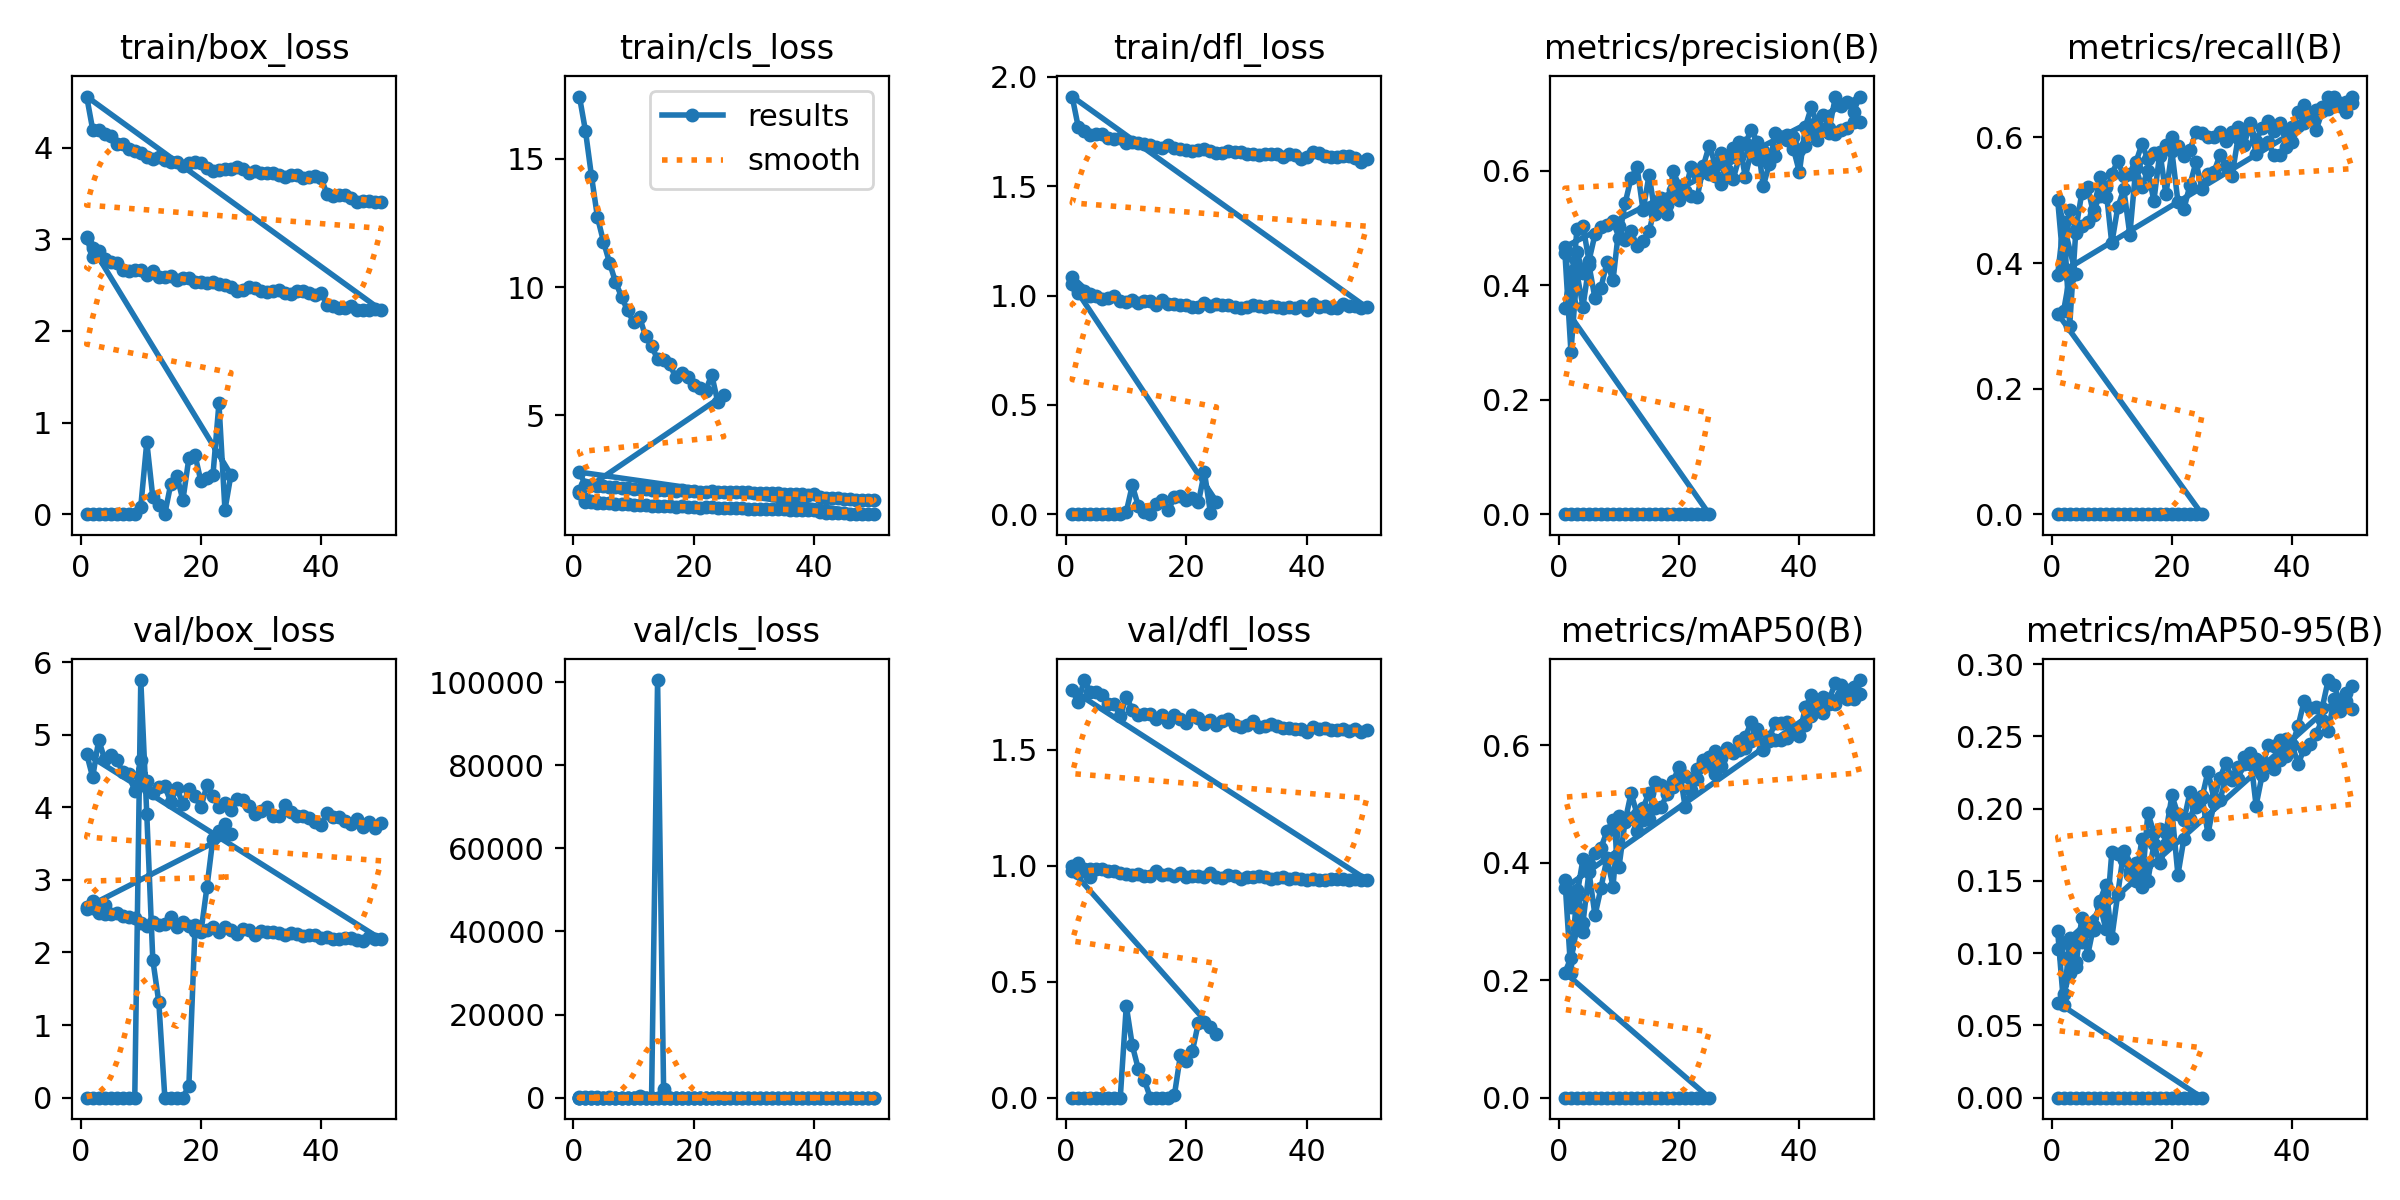 train/box_loss
train/cls_loss
train/dfl_loss
metrics/precision(B)
metrics/recall(B)
4
3
2
1
0
0 20 40
15
10
5
0 20 40
results
smooth
2.0
1.5
1.0
0.5
0.0
0 20 40
0.6
0.4
0.2
0.0
0 20 40
0.6
0.4
0.2
0.0
0 20 40
val/box_loss
val/cls_loss
val/dfl_loss
metrics/mAP50(B)
metrics/mAP50-95(B)
6
5
4
3
2
1
0
0 20 40
100000
80000
60000
40000
20000
0
0 20 40
1.5
1.0
0.5
0.0
0 20 40
0.6
0.4
0.2
0.0
0 20 40
0.30
0.25
0.20
0.15
0.10
0.05
0.00
0 20 40